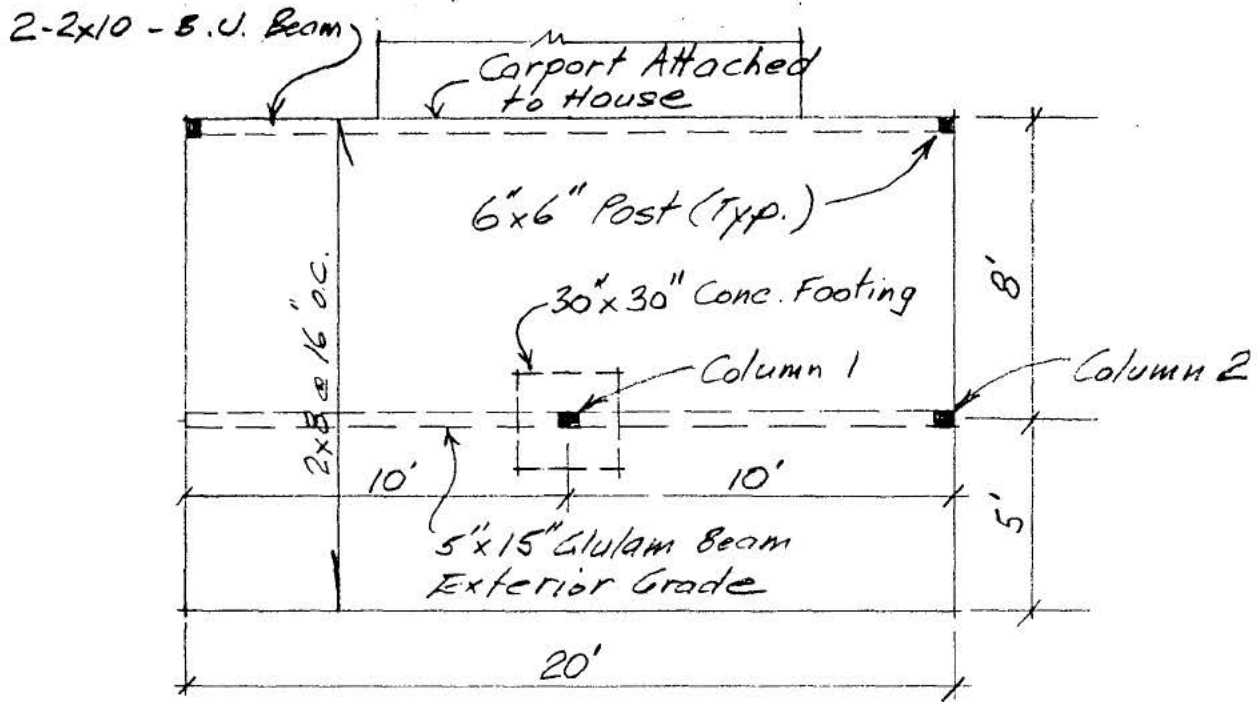 2-2x10 - B.U. Beam
Carport Attached
to House
6"x6" Post (Typ.)
8'
30"x30" Conc. Footing
2x8 @ 16" o.c.
Column 1
Column 2
10'
10'
5'
5"x15" Glulam Beam
Exterior Grade
20'